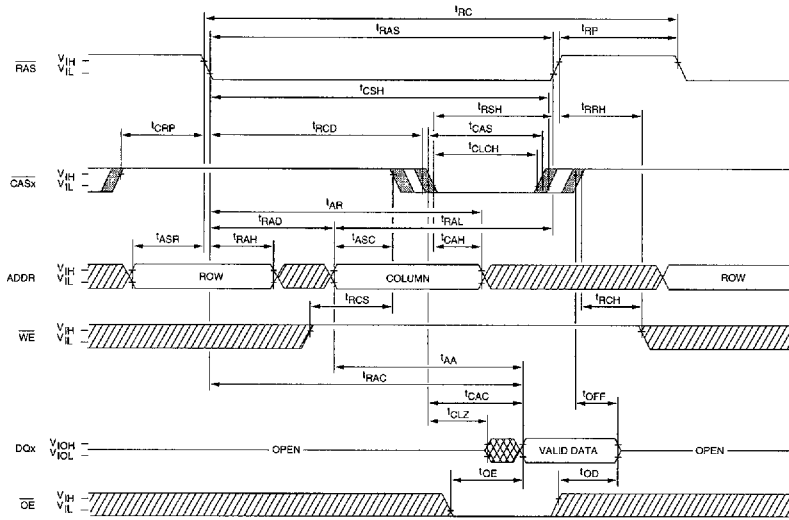 tRC
tRAS
tRP
RAS
VIH
VIL
tCSH
tRSH
tRRH
tCRP
tRCD
tCAS
tCLCH
CASx
VIH
VIL
tAR
tRAD
tRAL
tASR
tRAH
tASC
tCAH
ADDR
VIH
VIL
ROW
COLUMN
ROW
tRCS
tRCH
WE
VIH
VIL
tAA
tRAC
tCAC
tOFF
tCLZ
DQx
VIOH
VIOL
OPEN
VALID DATA
OPEN
tOE
tOD
OE
VIH
VIL